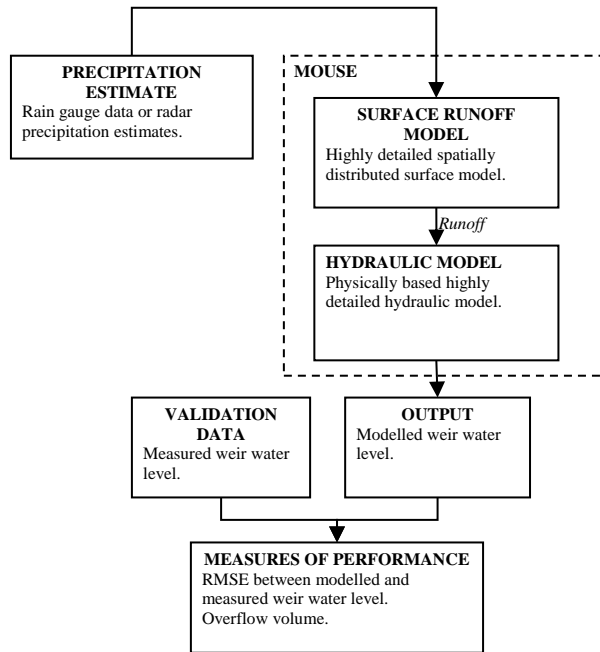 PRECIPITATION
ESTIMATE
Rain gauge data or radar
precipitation estimates.
MOUSE
SURFACE RUNOFF
MODEL
Highly detailed spatially
distributed surface model.
Runoff
HYDRAULIC MODEL
Physically based highly
detailed hydraulic model.
VALIDATION
DATA
Measured weir water
level.
OUTPUT
Modelled weir water
level.
MEASURES OF PERFORMANCE
RMSE between modelled and
measured weir water level.
Overflow volume.